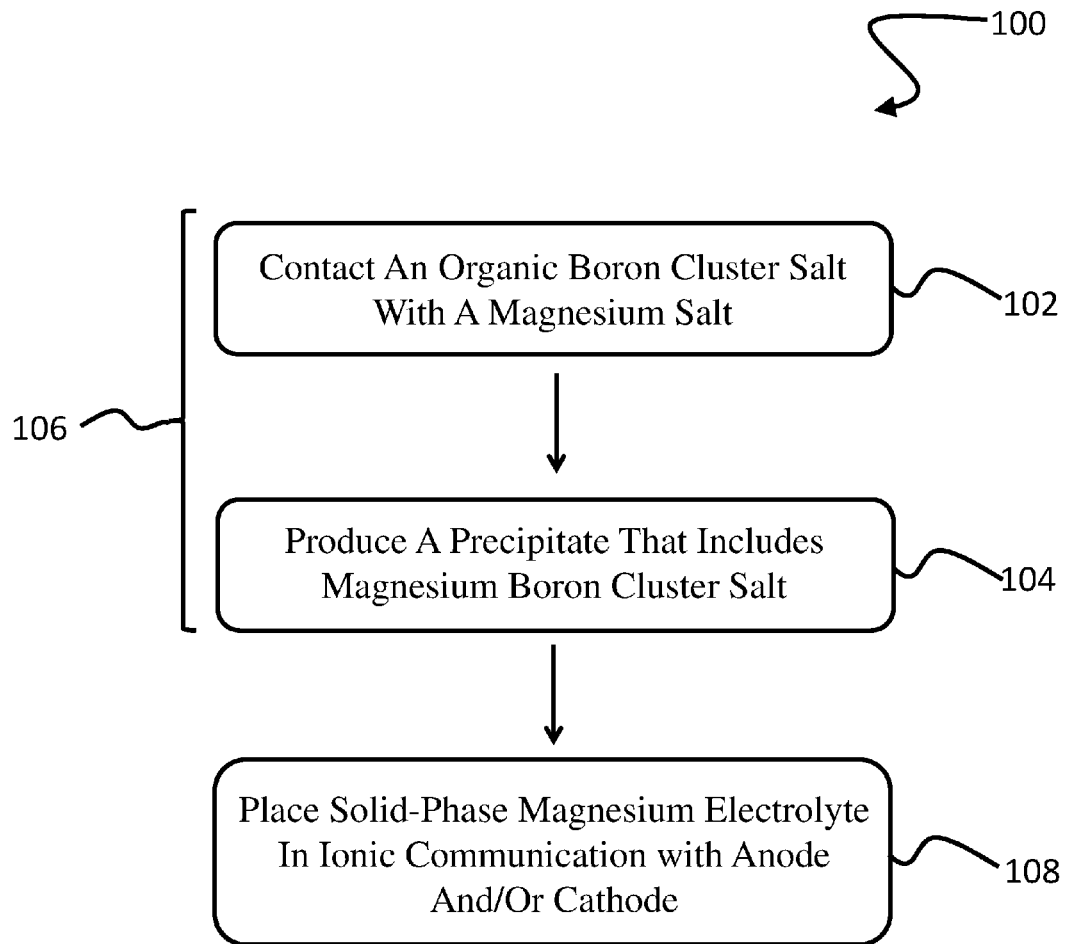 100
Contact An Organic Boron Cluster Salt
With A Magnesium Salt
102
106
Produce A Precipitate That Includes
Magnesium Boron Cluster Salt
104
Place Solid-Phase Magnesium Electrolyte
In Ionic Communication with Anode
And/Or Cathode
108